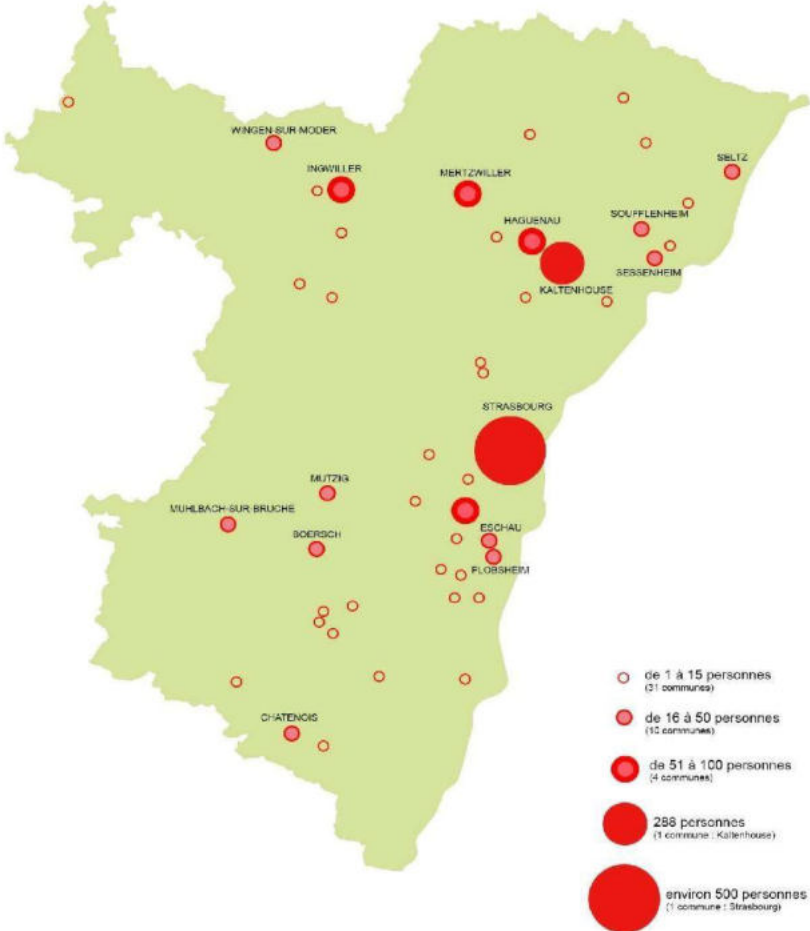 WINGEN-SUR-MODER
INGWILLER
MERTZWILLER
SELTZ
HAGUENAU
SOUFFLENHEIM
SESSENHEIM
KALTENHOUSE
STRASBOURG
MUTZIG
MUHLBACH-SUR-BRUCHE
BOERSCH
ESCHAU
PLOBSHEIM
CHATENOIS
de 1 à 15 personnes
(31 communes)
de 16 à 50 personnes
(10 communes)
de 51 à 100 personnes
(4 communes)
288 personnes
(1 commune : Kaltenhouse)
environ 500 personnes
(1 commune : Strasbourg)